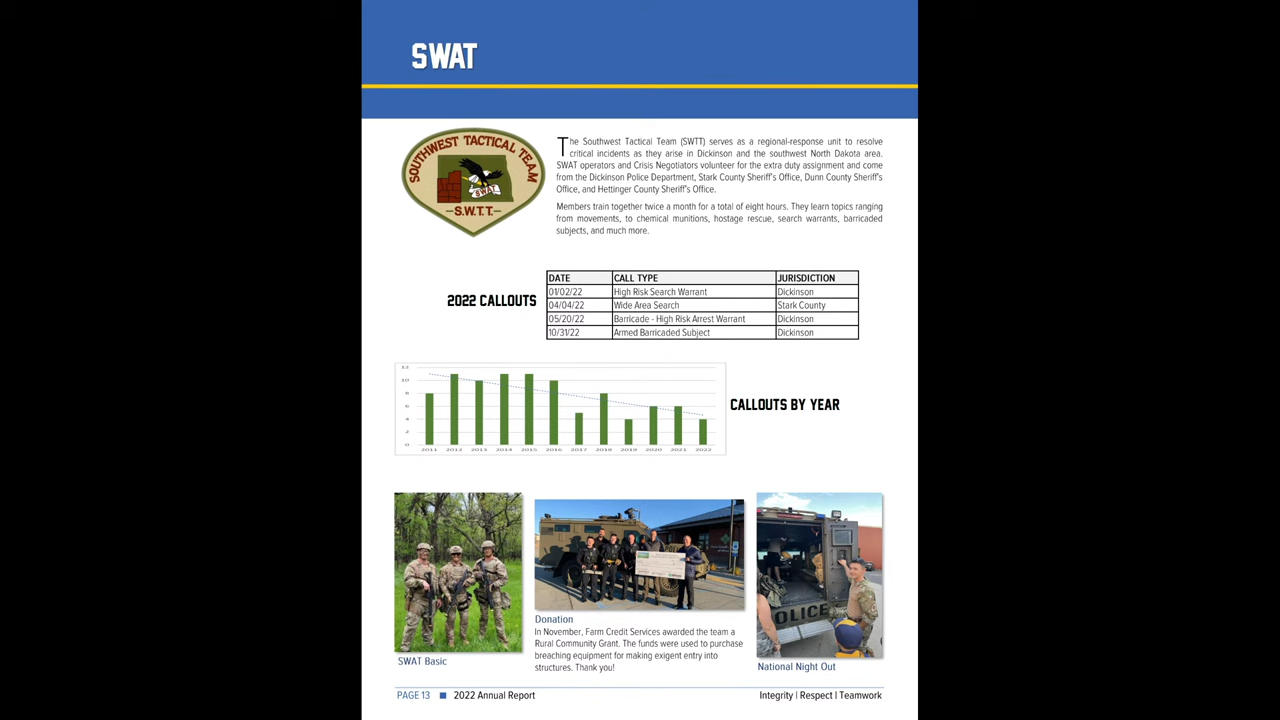 SWAT
SOUTHWEST TACTICAL TEAM
SWAT
S.W.T.T.
The Southwest Tactical Team (SWTT) serves as a regional-response unit to resolve
critical incidents as they arise in Dickinson and the southwest North Dakota area.
SWAT operators and Crisis Negotiators volunteer for the extra duty assignment and come
from the Dickinson Police Department, Stark County Sheriff's Office, Dunn County Sheriff's
Office, and Hettinger County Sheriff's Office.
Members train together twice a month for a total of eight hours. They learn topics ranging
from movements, to chemical munitions, hostage rescue, search warrants, barricaded
subjects, and much more.
2022 CALLOUTS
DATE CALL TYPE JURISDICTION
01/02/22 High Risk Search Warrant Dickinson
04/04/22 Wide Area Search Stark County
05/20/22 Barricade - High Risk Arrest Warrant Dickinson
10/31/22 Armed Barricaded Subject Dickinson
12
10
8
6
4
2
0
2011 2012 2013 2014 2015 2016 2017 2018 2019 2020 2021 2022
CALLOUTS BY YEAR
POLICE
SWAT Basic
Donation
In November, Farm Credit Services awarded the team a
Rural Community Grant. The funds were used to purchase
breaching equipment for making exigent entry into
structures. Thank you!
National Night Out
PAGE 13 ■ 2022 Annual Report
Integrity | Respect | Teamwork